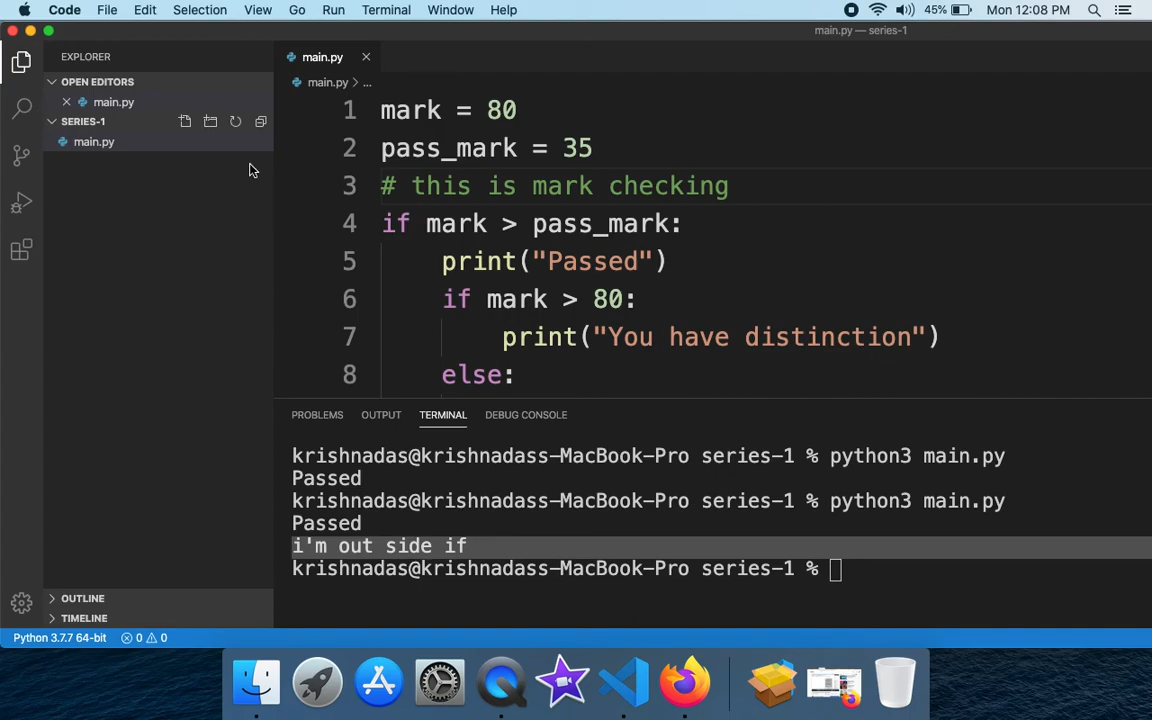 Code File Edit Selection View Go Run Terminal Window Help 45% Mon 12:08 PM
main.py — series-1
EXPLORER
OPEN EDITORS
main.py
SERIES-1
main.py
OUTLINE
TIMELINE
main.py
main.py > ...
1 mark = 80
2 pass_mark = 35
3 # this is mark checking
4 if mark > pass_mark:
5 print("Passed")
6 if mark > 80:
7 print("You have distinction")
8 else:
PROBLEMS OUTPUT TERMINAL DEBUG CONSOLE
krishnadas@krishnadass-MacBook-Pro series-1 % python3 main.py
Passed
krishnadas@krishnadass-MacBook-Pro series-1 % python3 main.py
Passed
i'm out side if
krishnadas@krishnadass-MacBook-Pro series-1 %
Python 3.7.7 64-bit 0 0